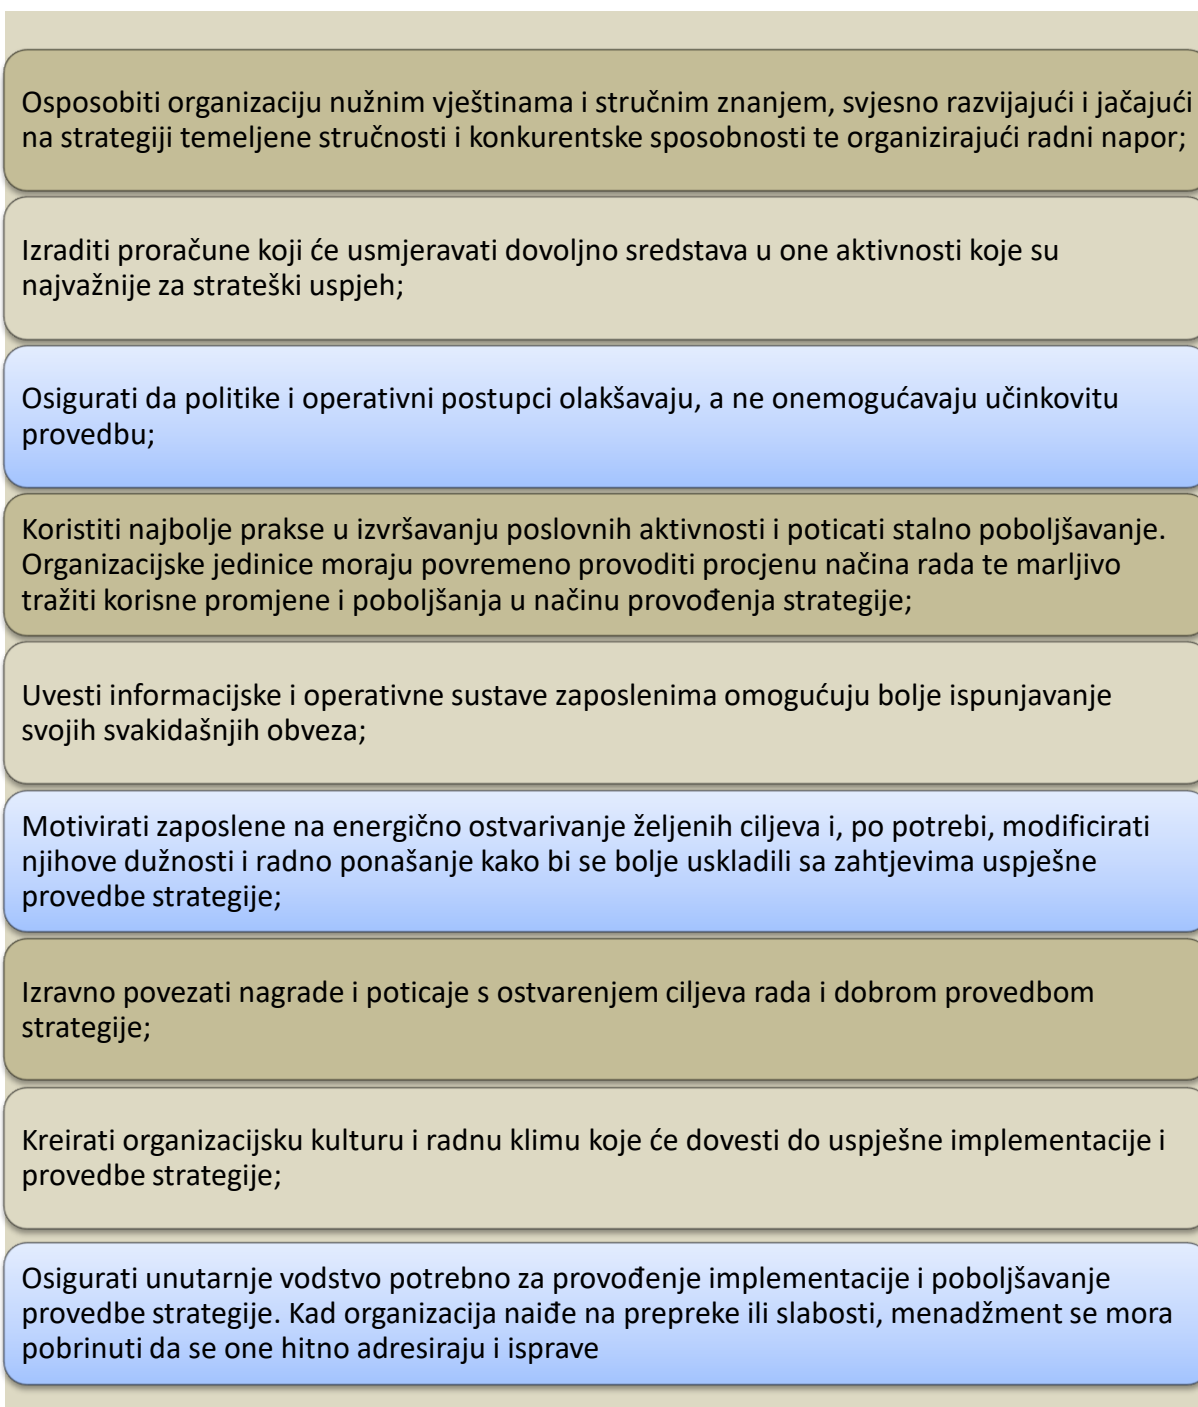 Osposobiti organizaciju nužnim vještinama i stručnim znanjem, svjesno razvijajući i jačajući
na strategiji temeljene stručnosti i konkurentske sposobnosti te organizirajući radni napor;
Izraditi proračune koji će usmjeravati dovoljno sredstava u one aktivnosti koje su
najvažnije za strateški uspjeh;
Osigurati da politike i operativni postupci olakšavaju, a ne onemogućavaju učinkovitu
provedbu;
Koristiti najbolje prakse u izvršavanju poslovnih aktivnosti i poticati stalno poboljšavanje.
Organizacijske jedinice moraju povremeno provoditi procjenu načina rada te marljivo
tražiti korisne promjene i poboljšanja u načinu provođenja strategije;
Uvesti informacijske i operativne sustave zaposlenima omogućuju bolje ispunjavanje
svojih svakidašnjih obveza;
Motivirati zaposlene na energično ostvarivanje željenih ciljeva i, po potrebi, modificirati
njihove dužnosti i radno ponašanje kako bi se bolje uskladili sa zahtjevima uspješne
provedbe strategije;
Izravno povezati nagrade i poticaje s ostvarenjem ciljeva rada i dobrom provedbom
strategije;
Kreirati organizacijsku kulturu i radnu klimu koje će dovesti do uspješne implementacije i
provedbe strategije;
Osigurati unutarnje vodstvo potrebno za provođenje implementacije i poboljšavanje
provedbe strategije. Kad organizacija naiđe na prepreke ili slabosti, menadžment se mora
pobrinuti da se one hitno adresiraju i isprave